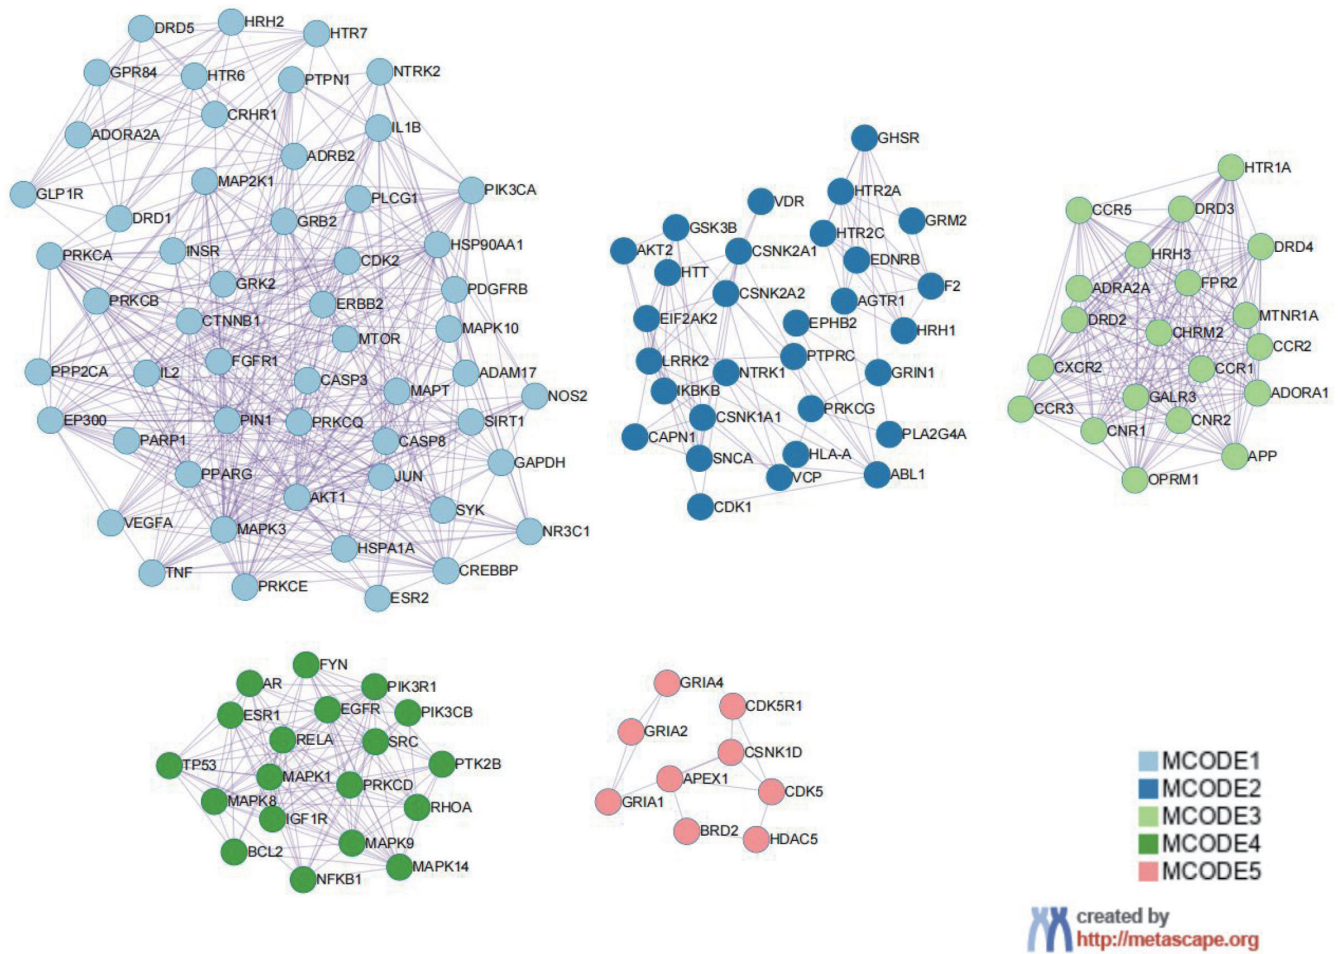 DRD5
HRH2
HTR7
GPR84
HTR6
PTPN1
NTRK2
CRHR1
ADORA2A
IL1B
ADRB2
GLP1R
MAP2K1
PLCG1
PIK3CA
DRD1
GRB2
PRKCA
INSR
CDK2
HSP90AA1
GRK2
PDGFRB
PRKCB
ERBB2
CTNNB1
MTOR
MAPK10
PPP2CA
IL2
FGFR1
CASP3
MAPT
ADAM17
NOS2
EP300
PIN1
PRKCQ
SIRT1
PARP1
CASP8
GAPDH
PPARG
JUN
AKT1
VEGFA
MAPK3
SYK
NR3C1
HSPA1A
TNF
PRKCE
CREBBP
ESR2
GHSR
VDR
HTR2A
GSK3B
HTR2C
GRM2
AKT2
CSNK2A1
EDNRB
HTT
CSNK2A2
AGTR1
F2
EIF2AK2
EPHB2
HRH1
LRRK2
NTRK1
PTPRC
GRIN1
IKBKB
CSNK1A1
PRKCG
CAPN1
PLA2G4A
SNCA
HLA-A
VCP
ABL1
CDK1
HTR1A
CCR5
DRD3
HRH3
DRD4
ADRA2A
FPR2
DRD2
CHRM2
MTNR1A
CCR2
CXCR2
CCR1
GALR3
ADORA1
CCR3
CNR1
CNR2
APP
OPRM1
FYN
AR
PIK3R1
ESR1
EGFR
PIK3CB
RELA
SRC
TP53
MAPK1
PRKCD
PTK2B
MAPK8
IGF1R
RHOA
BCL2
MAPK9
NFKB1
MAPK14
GRIA4
CDK5R1
GRIA2
CSNK1D
APEX1
GRIA1
CDK5
BRD2
HDAC5
MCODE1
MCODE2
MCODE3
MCODE4
MCODE5
created by
http://metascape.org